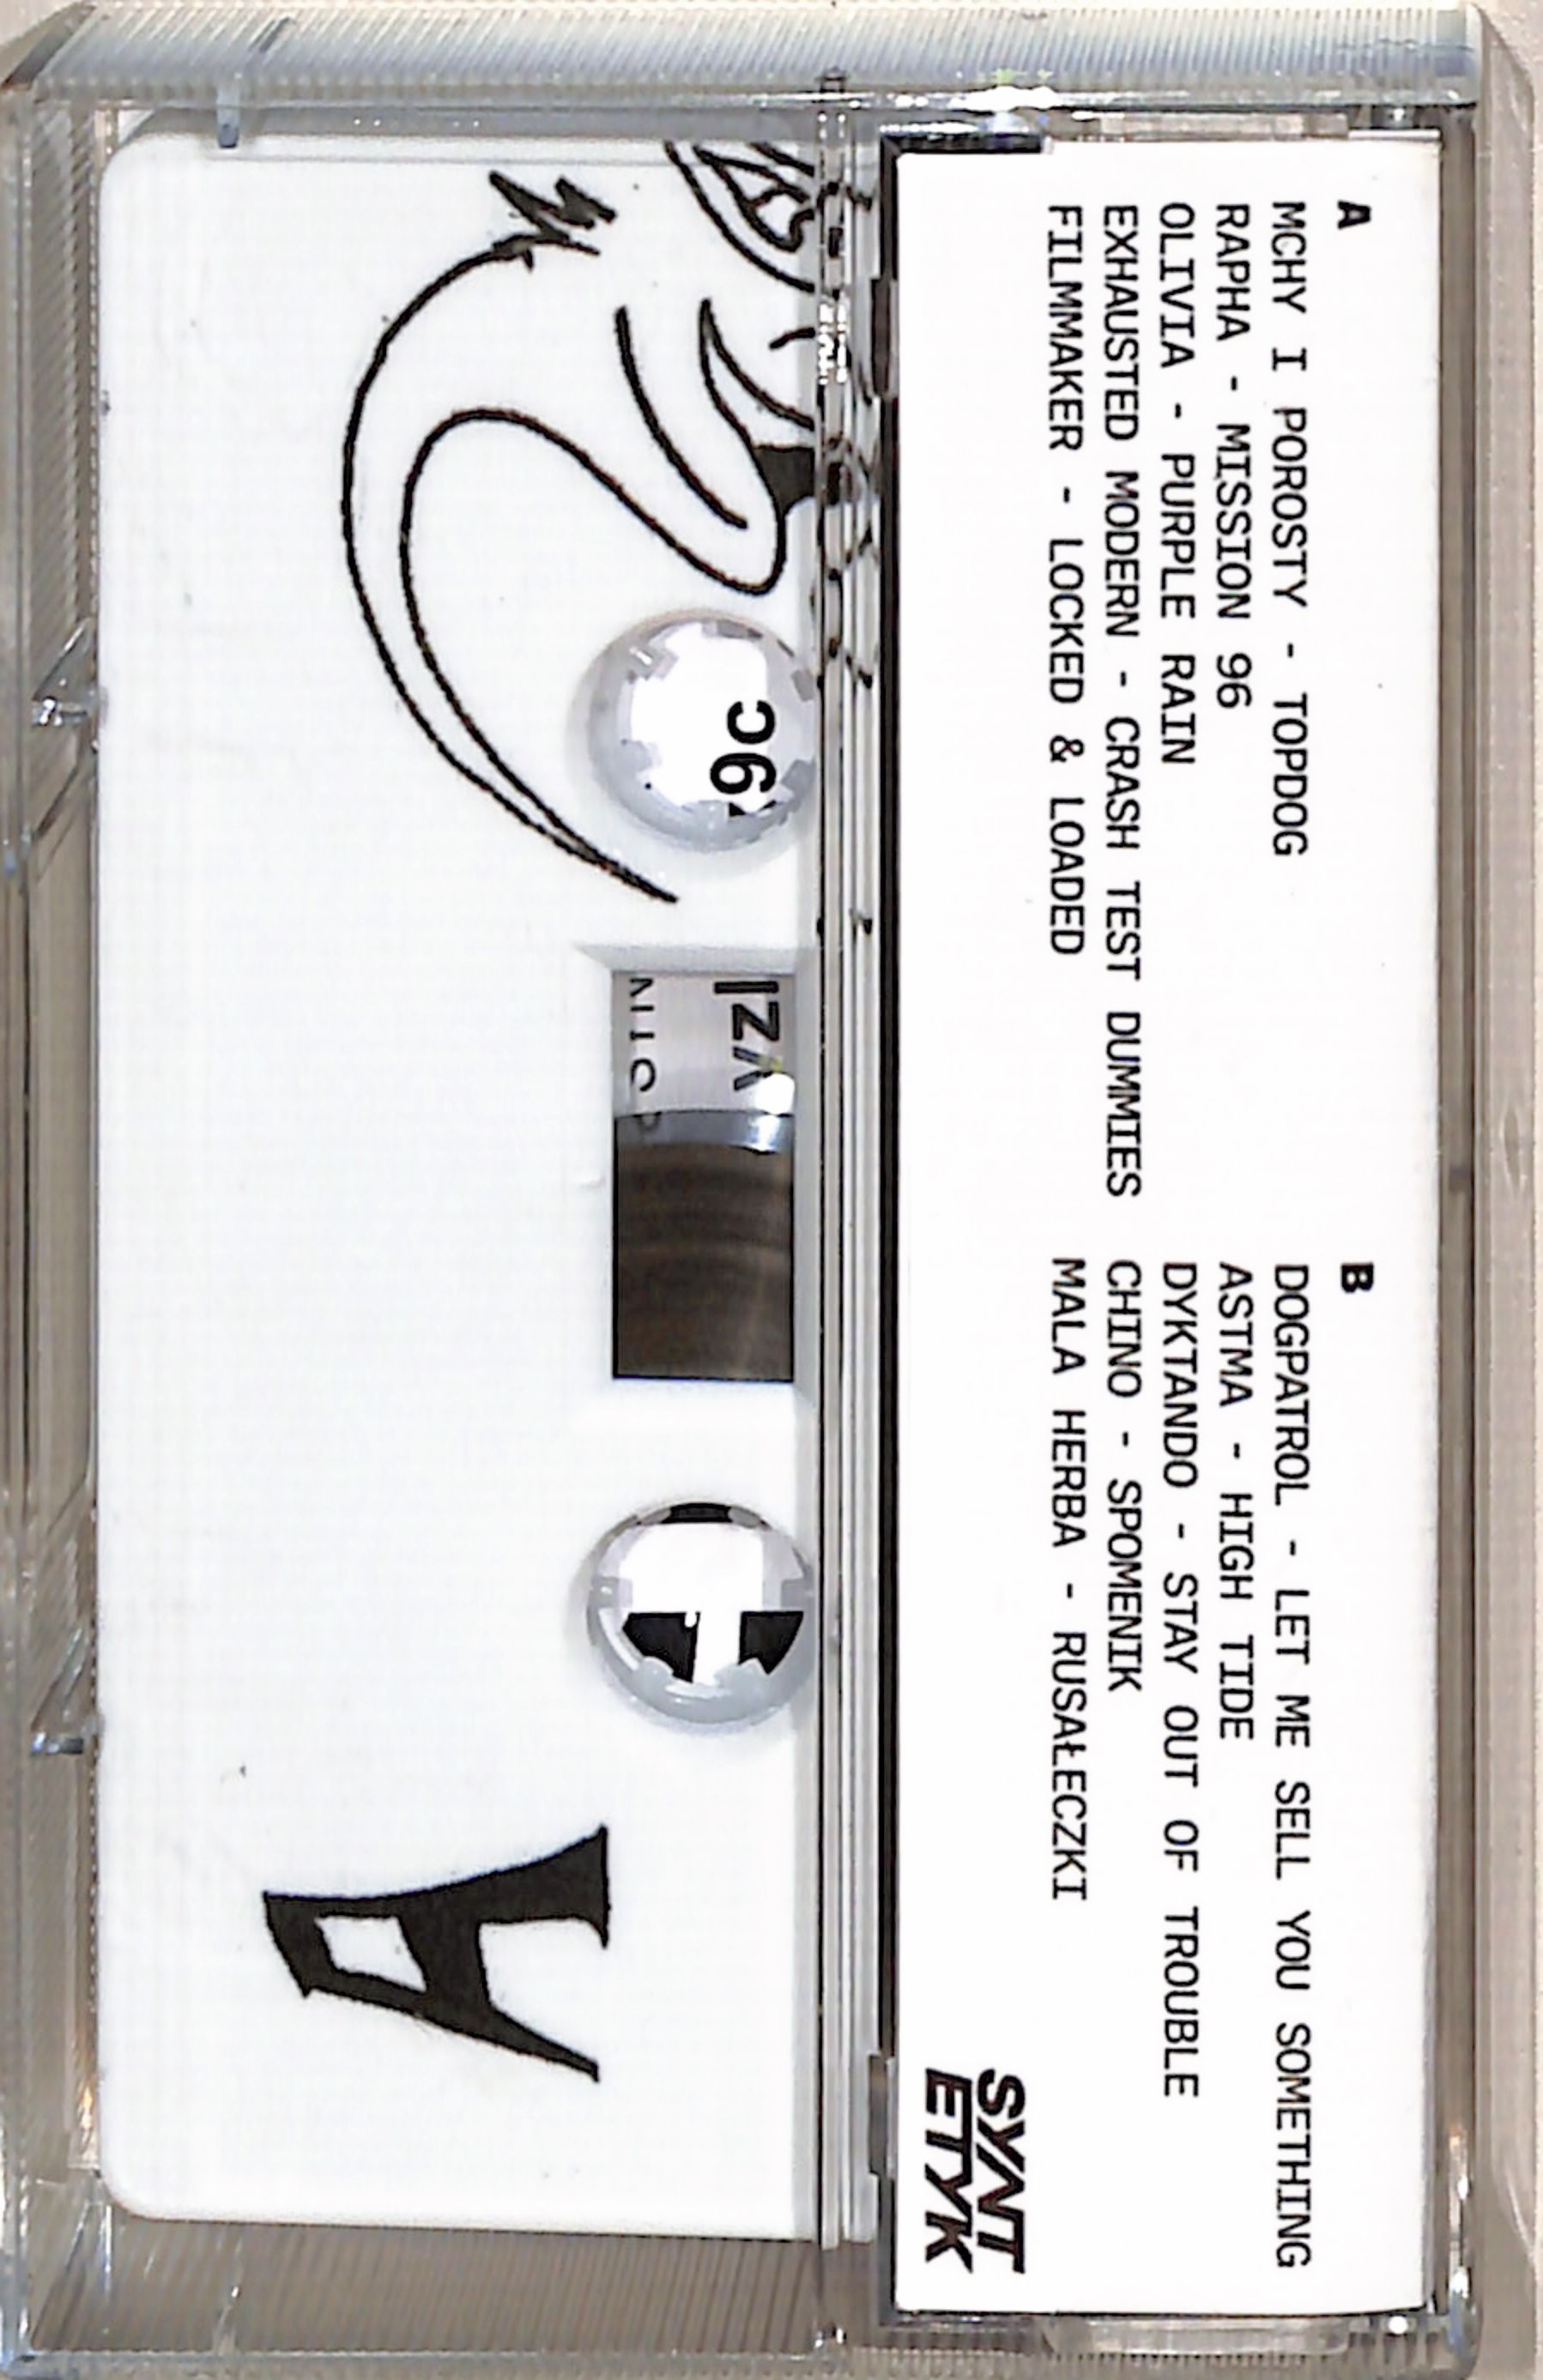 A
MCHY I POROSTY - TOPDOG
RAPHA - MISSION 96
OLIVIA - PURPLE RAIN
EXHAUSTED MODERN - CRASH TEST DUMMIES
FILMMAKER - LOCKED & LOADED
B
DOGPATROL - LET ME SELL YOU SOMETHING
ASTMA - HIGH TIDE
DYKTANDO - STAY OUT OF TROUBLE
CHINO - SPOMENIK
MALA HERBA - RUSAŁECZKI
SYNT
ETYK
A